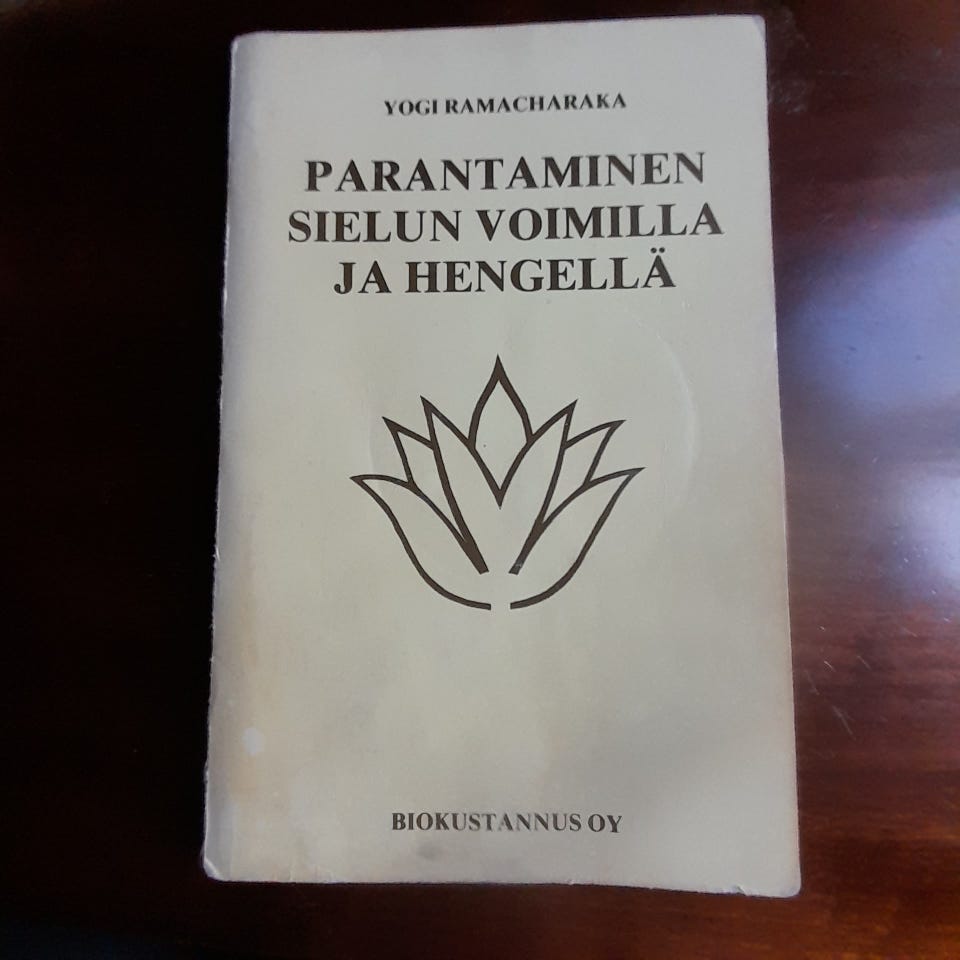 YOGI RAMACHARAKA
PARANTAMINEN
SIELUN VOIMILLA
JA HENGELLÄ
BIOKUSTANNUS OY